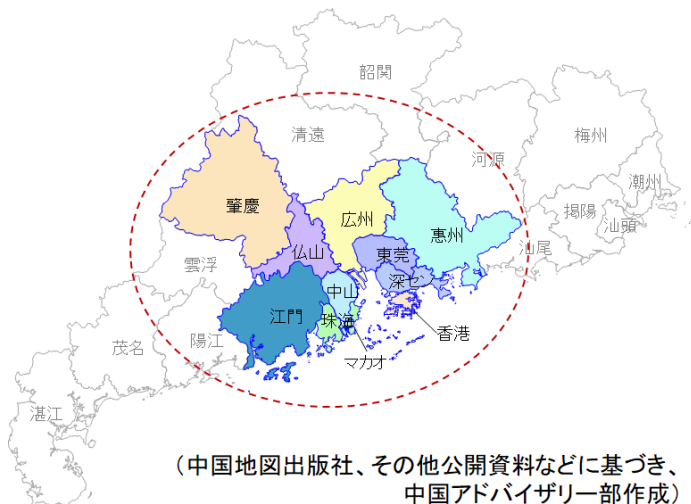 韶関
清遠
梅州
河源
潮州
肇慶
広州
掲陽
汕頭
惠州
仏山
東莞
汕尾
雲浮
深セン
中山
江門
珠海
香港
陽江
茂名
マカオ
湛江
（中国地図出版社、その他公開資料などに基づき、
中国アドバイザリー部作成）